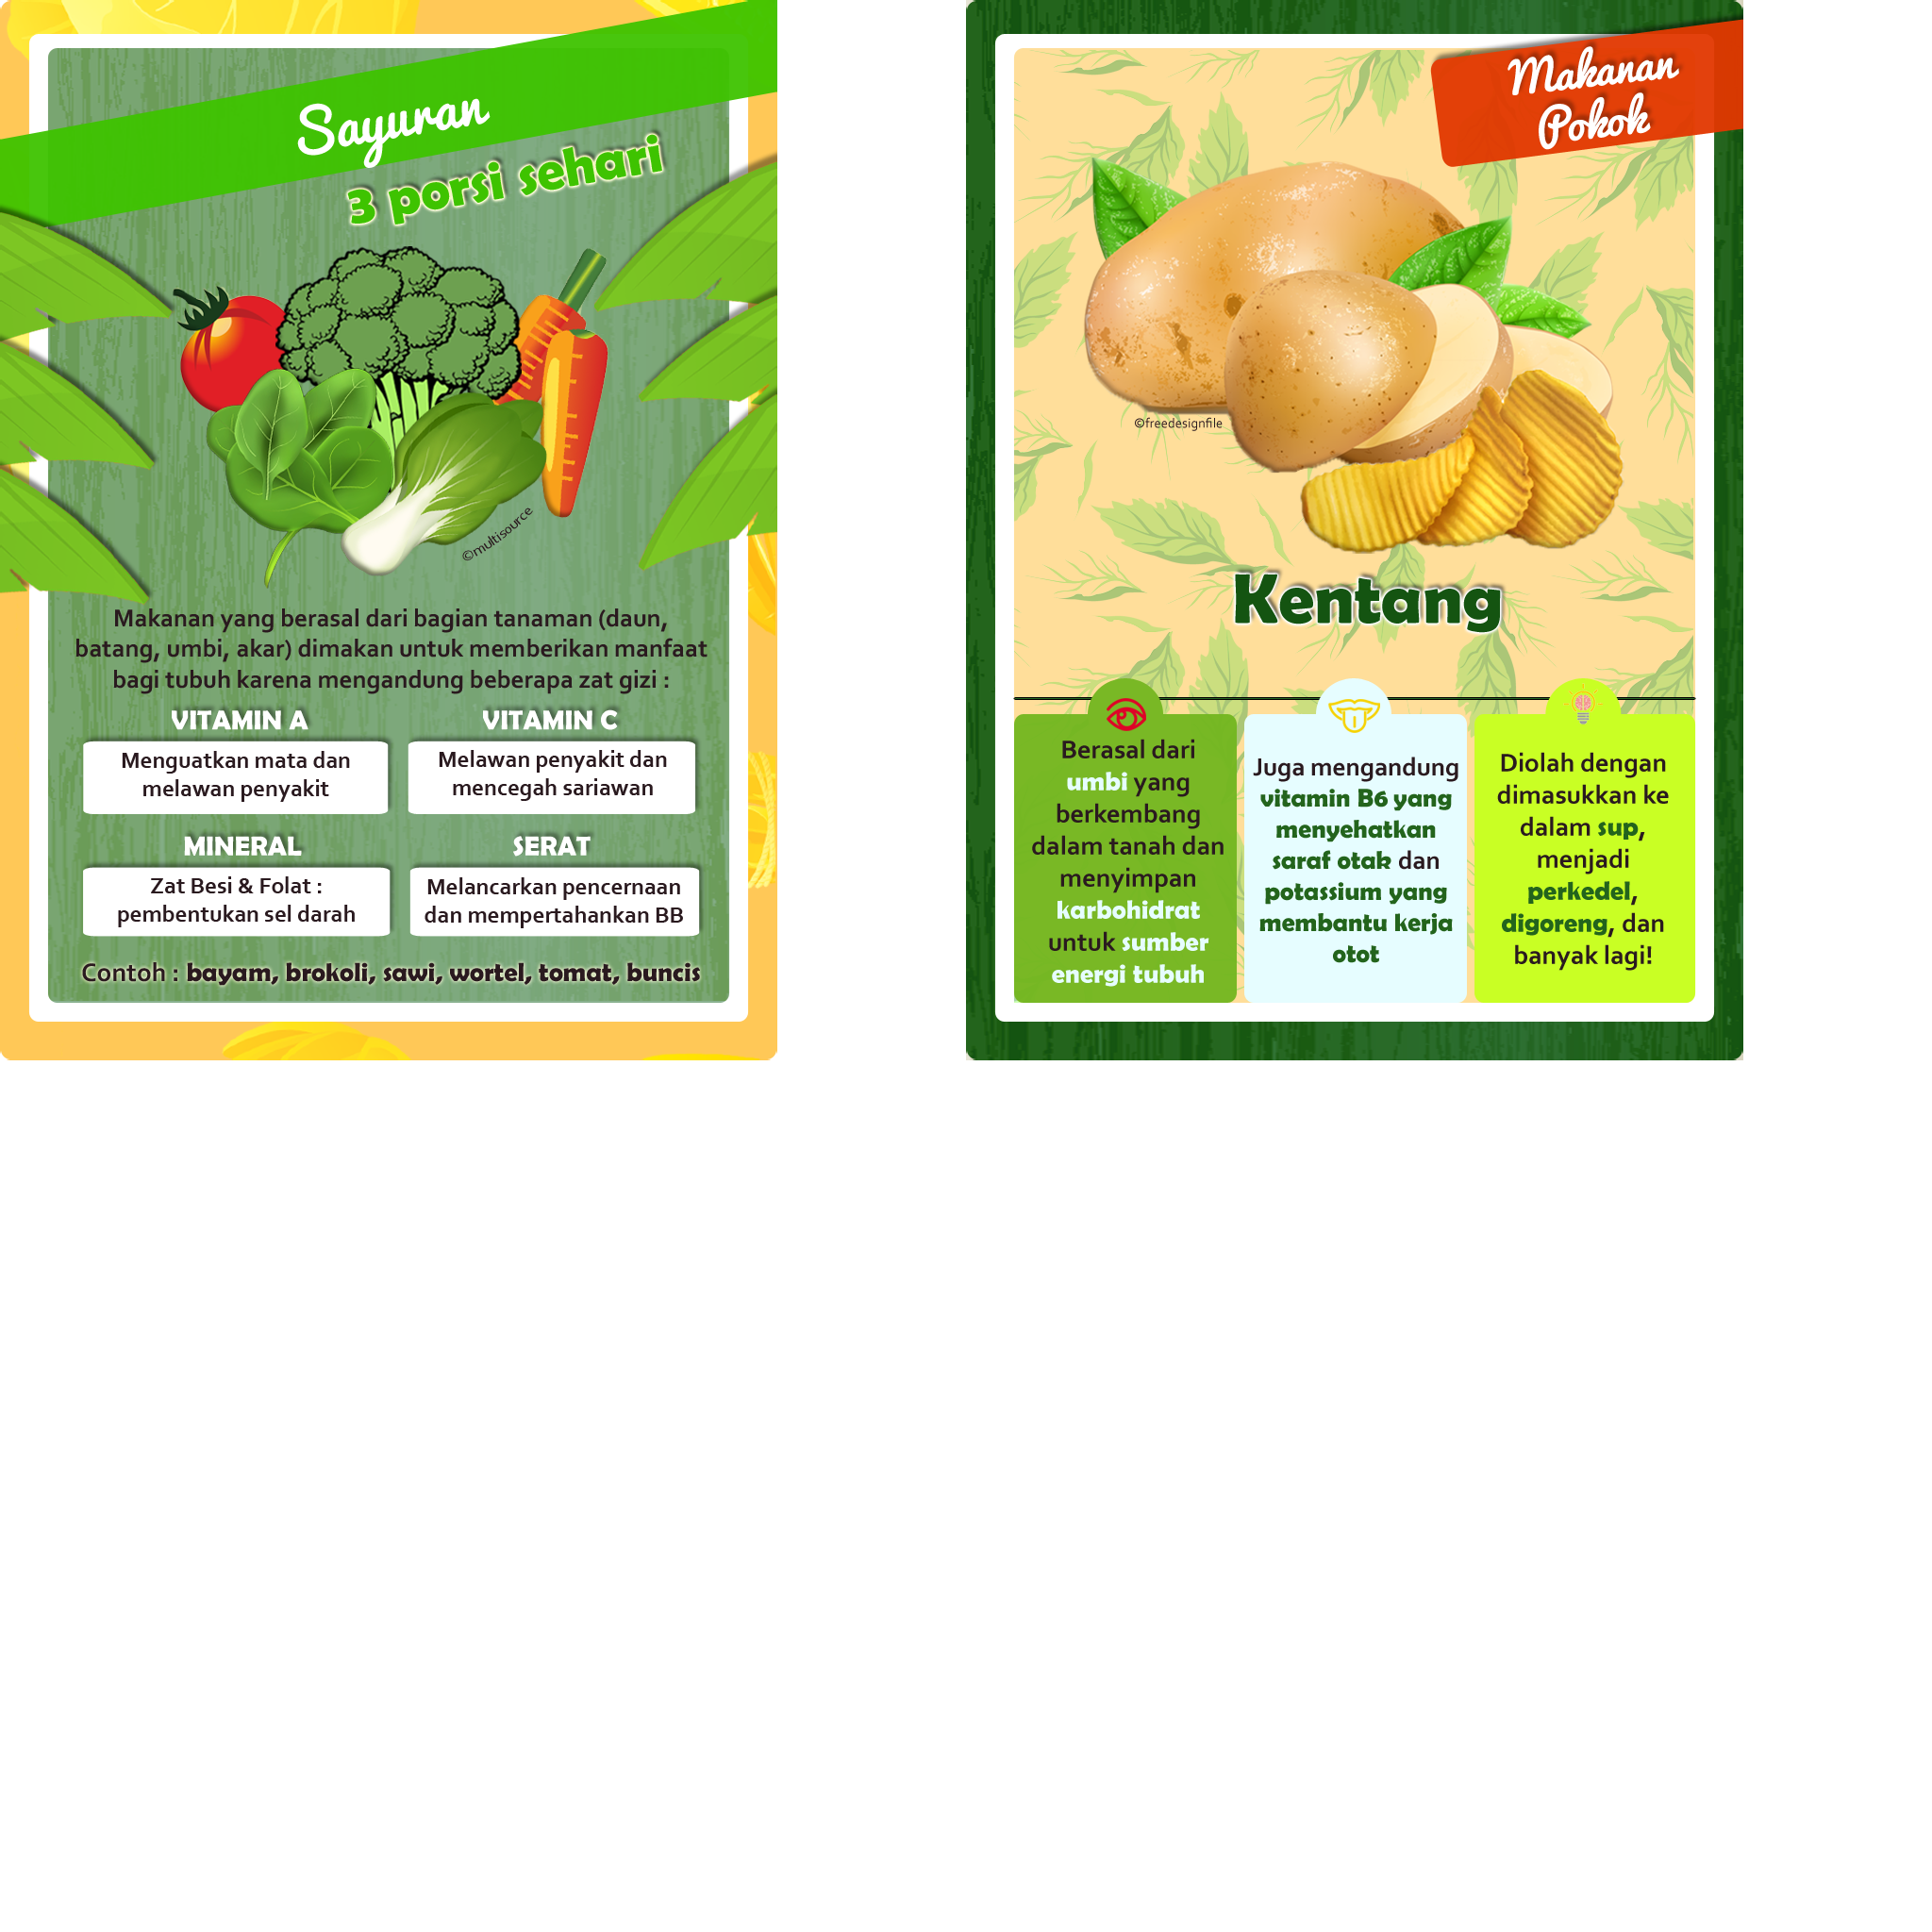 Sayuran
3 porsi sehari
©multisource
Makanan yang berasal dari bagian tanaman (daun,
batang, umbi, akar) dimakan untuk memberikan manfaat
bagi tubuh karena mengandung beberapa zat gizi :
VITAMIN A
Menguatkan mata dan
melawan penyakit
VITAMIN C
Melawan penyakit dan
mencegah sariawan
MINERAL
Zat Besi & Folat :
pembentukan sel darah
SERAT
Melancarkan pencernaan
dan mempertahankan BB
Contoh : bayam, brokoli, sawi, wortel, tomat, buncis
Makanan
Pokok
©freedesignfile
Kentang
Berasal dari
umbi yang
berkembang
dalam tanah dan
menyimpan
karbohidrat
untuk sumber
energi tubuh
Juga mengandung
vitamin B6 yang
menyehatkan
saraf otak dan
potassium yang
membantu kerja
otot
Diolah dengan
dimasukkan ke
dalam sup,
menjadi
perkedel,
digoreng, dan
banyak lagi!